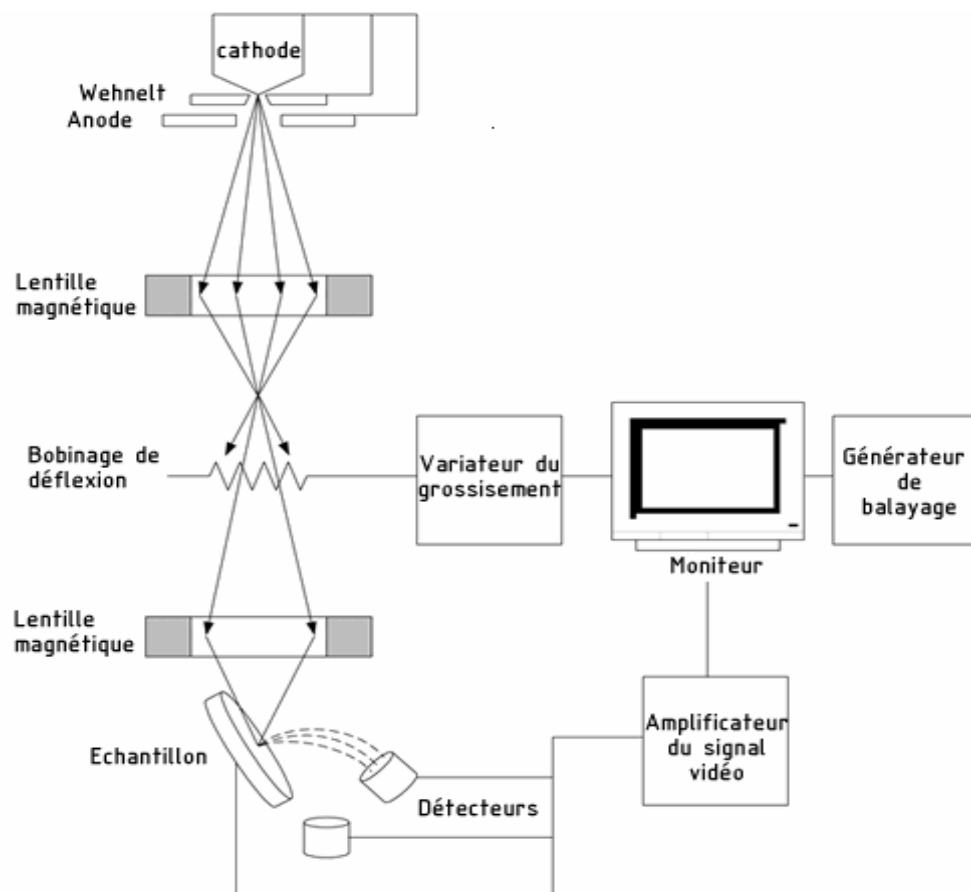 cathode
Wehnelt
Anode
Lentille
magnétique
Bobinage de
déflexion
Variateur du
grossisement
Moniteur
Générateur
de
balayage
Lentille
magnétique
Echantillon
Détecteurs
Amplificateur
du signal
vidéo